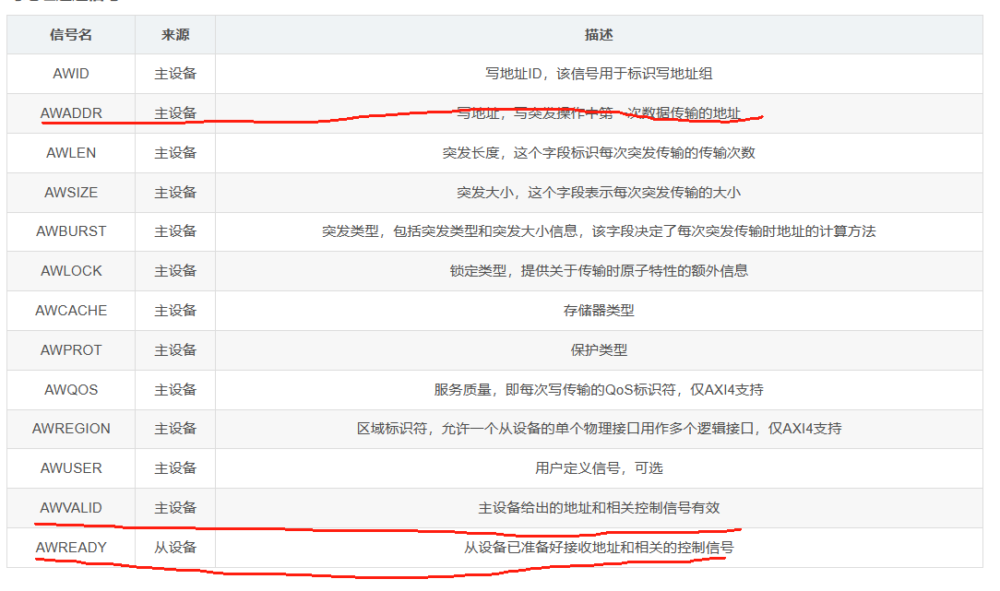 信号名 来源 描述
AWID 主设备 写地址ID，该信号用于标识写地址组
AWADDR 主设备 写地址，写突发操作中第一次数据传输的地址
AWLEN 主设备 突发长度，这个字段标识每次突发传输的传输次数
AWSIZE 主设备 突发大小，这个字段表示每次突发传输的大小
AWBURST 主设备 突发类型，包括突发类型和突发大小信息，该字段决定了每次突发传输时地址的计算方法
AWLOCK 主设备 锁定类型，提供关于传输时原子特性的额外信息
AWCACHE 主设备 存储器类型
AWPROT 主设备 保护类型
AWQOS 主设备 服务质量，即每次写传输的QoS标识符，仅AXI4支持
AWREGION 主设备 区域标识符，允许一个从设备的单个物理接口用作多个逻辑接口，仅AXI4支持
AWUSER 主设备 用户定义信号，可选
AWVALID 主设备 主设备给出的地址和相关控制信号有效
AWREADY 从设备 从设备已准备好接收地址和相关的控制信号